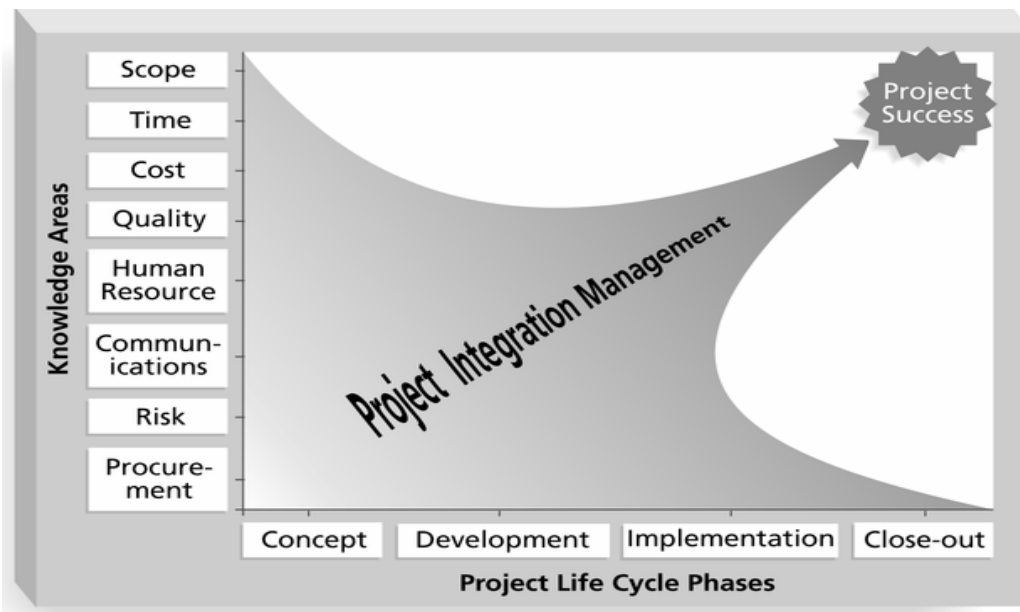 Scope
Time
Cost
Quality
Human
Resource
Commun-
ications
Risk
Procure-
ment
Knowledge Areas
Project
Success
Project Integration Management
Concept
Development
Implementation
Close-out
Project Life Cycle Phases